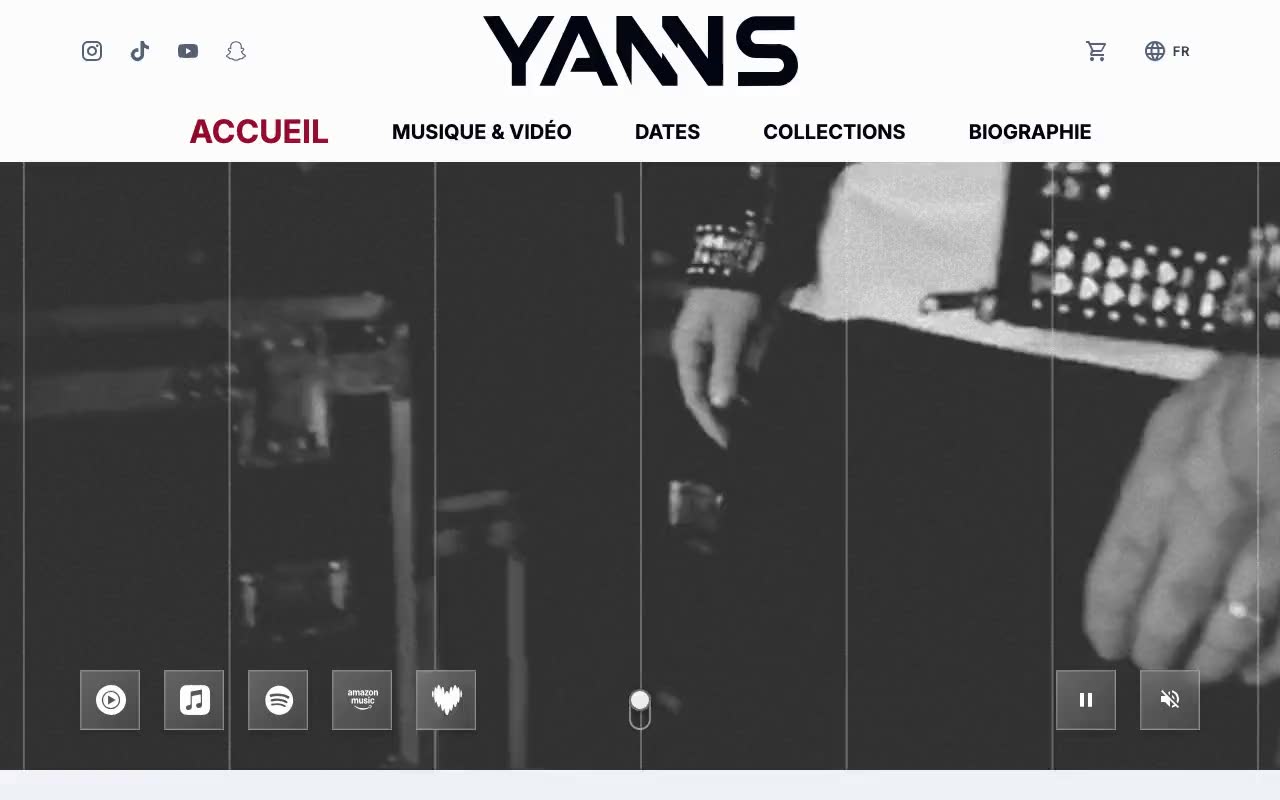 YANNS
FR
ACCUEIL
MUSIQUE & VIDÉO
DATES
COLLECTIONS
BIOGRAPHIE
amazon
music